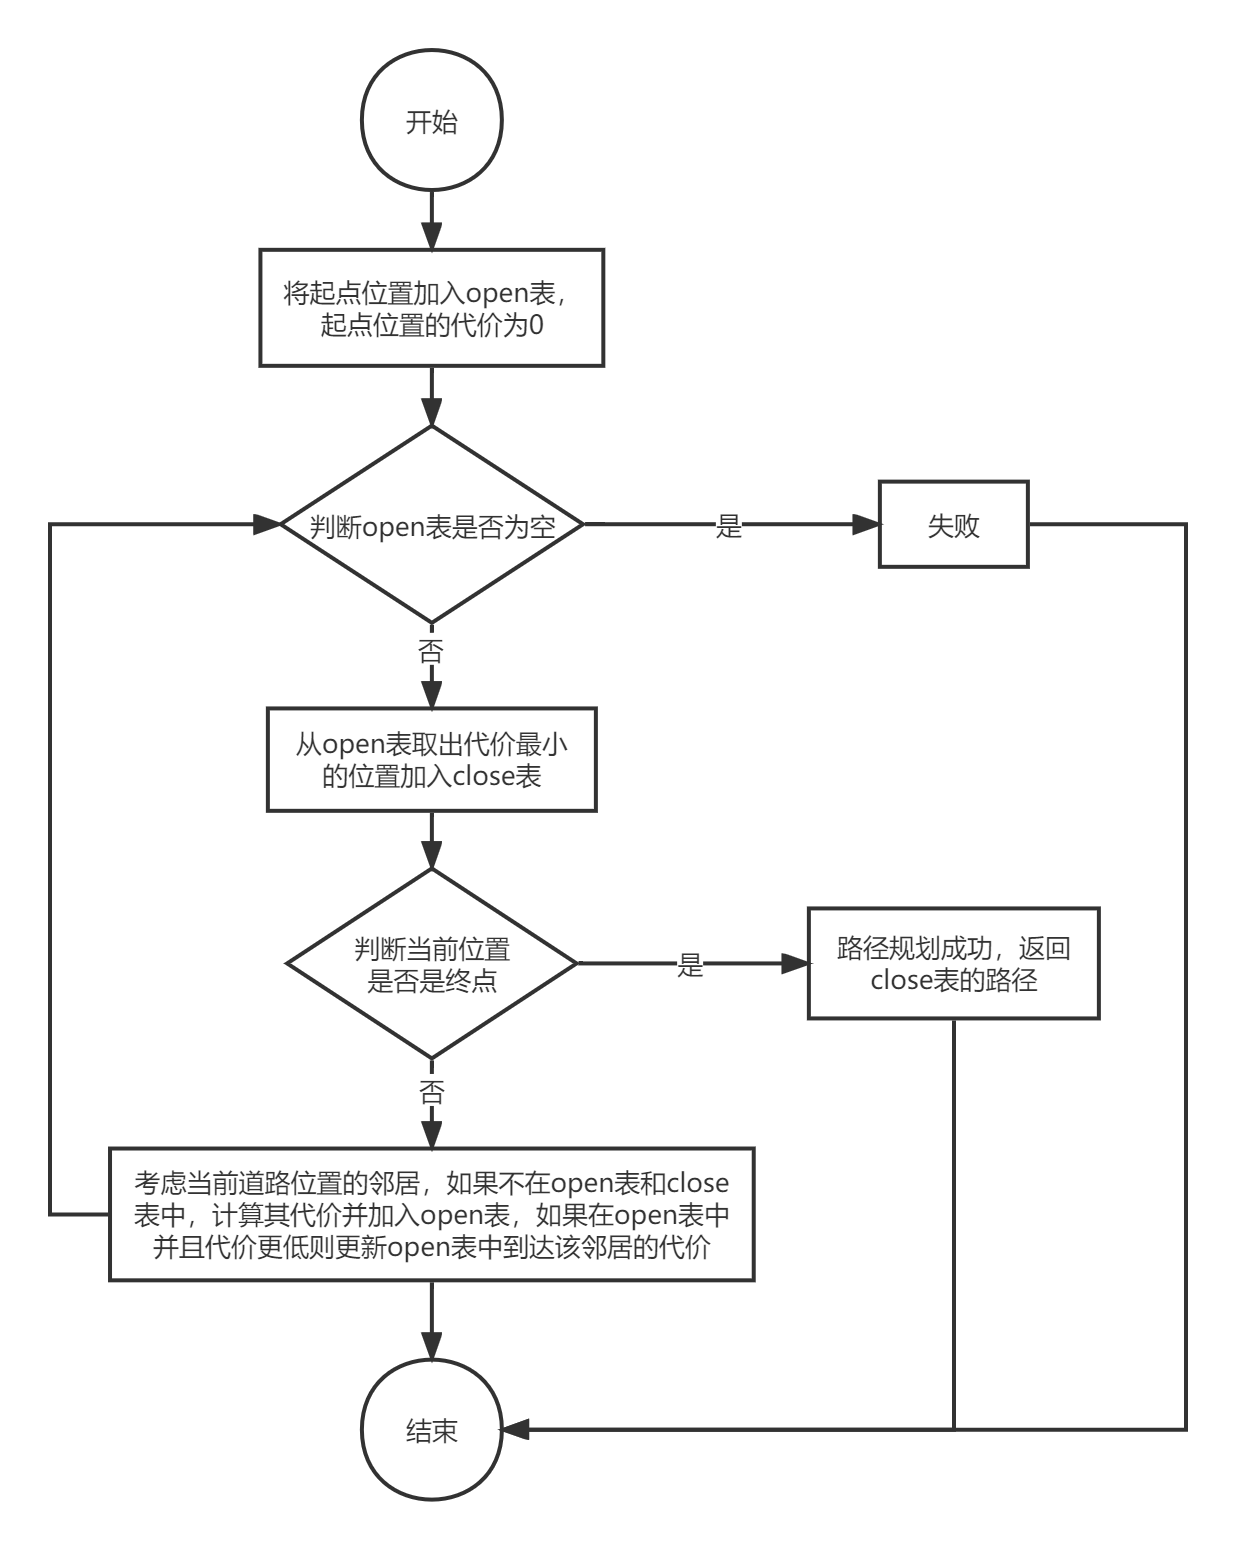 开始
将起点位置加入open表，
起点位置的代价为0
判断open表是否为空
是
失败
否
从open表取出代价最小
的位置加入close表
判断当前位置
是否是终点
是
路径规划成功，返回
close表的路径
否
考虑当前道路位置的邻居，如果不在open表和close
表中，计算其代价并加入open表，如果在open表中
并且代价更低则更新open表中到达该邻居的代价
结束